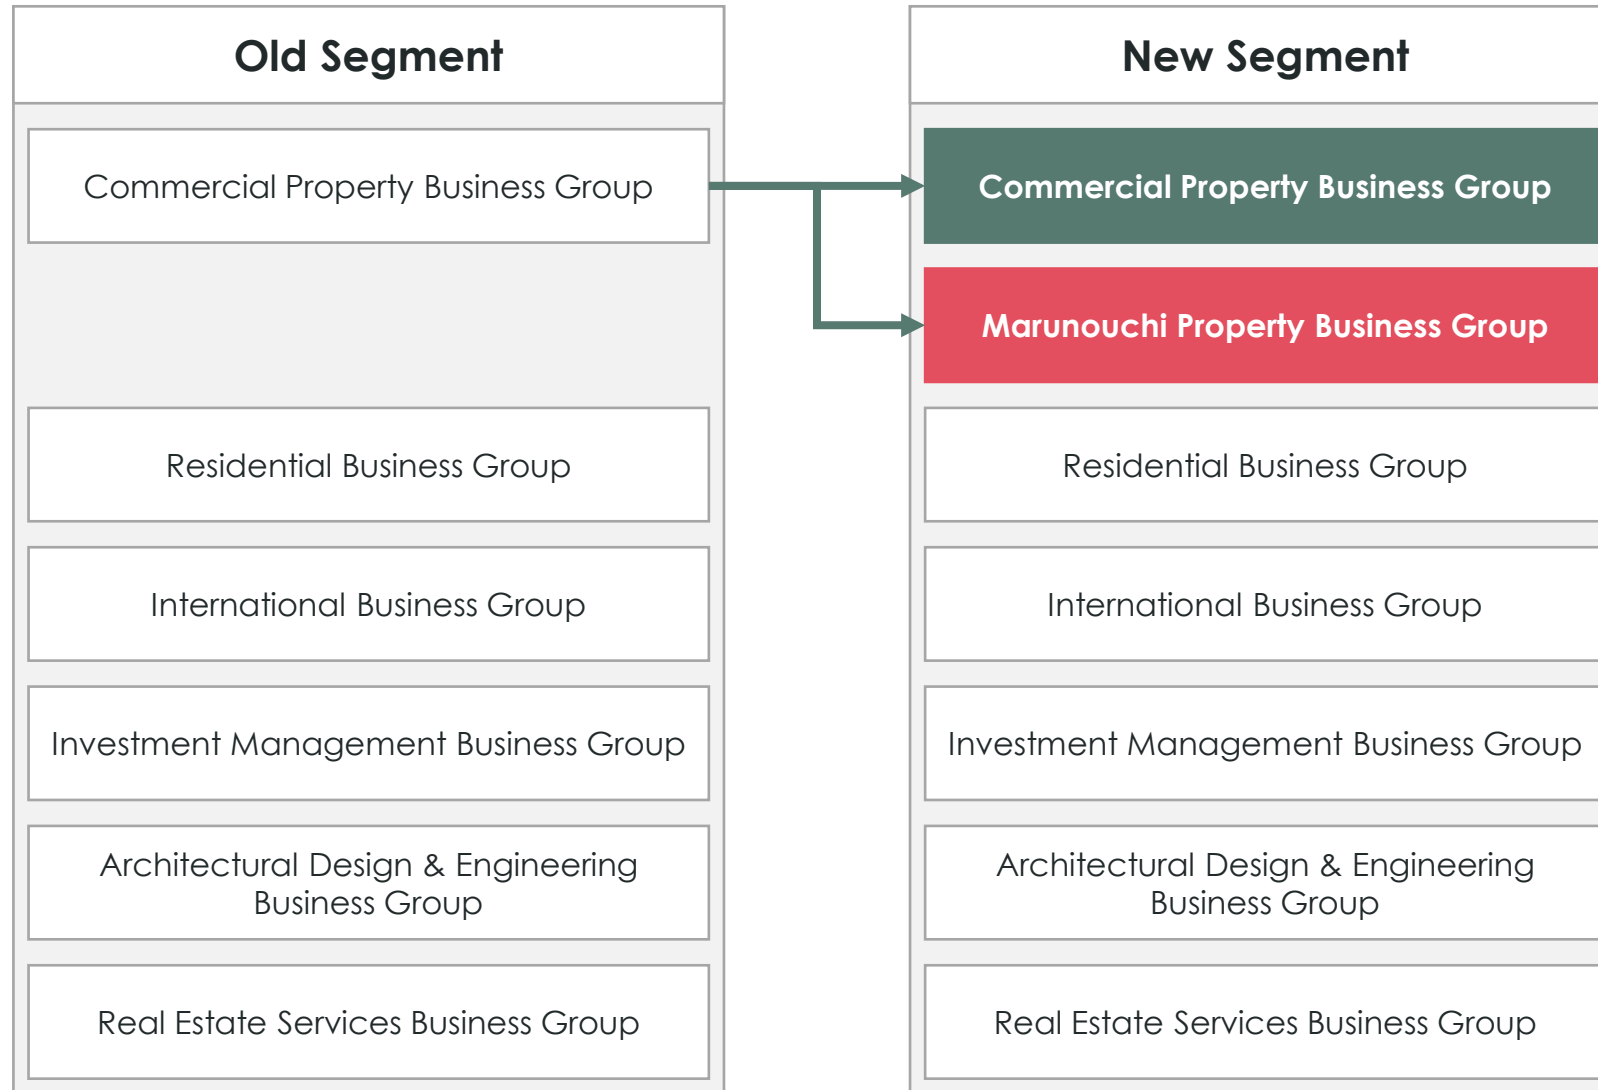 Old Segment
Commercial Property Business Group
Residential Business Group
International Business Group
Investment Management Business Group
Architectural Design & Engineering
Business Group
Real Estate Services Business Group
New Segment
Commercial Property Business Group
Marunouchi Property Business Group
Residential Business Group
International Business Group
Investment Management Business Group
Architectural Design & Engineering
Business Group
Real Estate Services Business Group